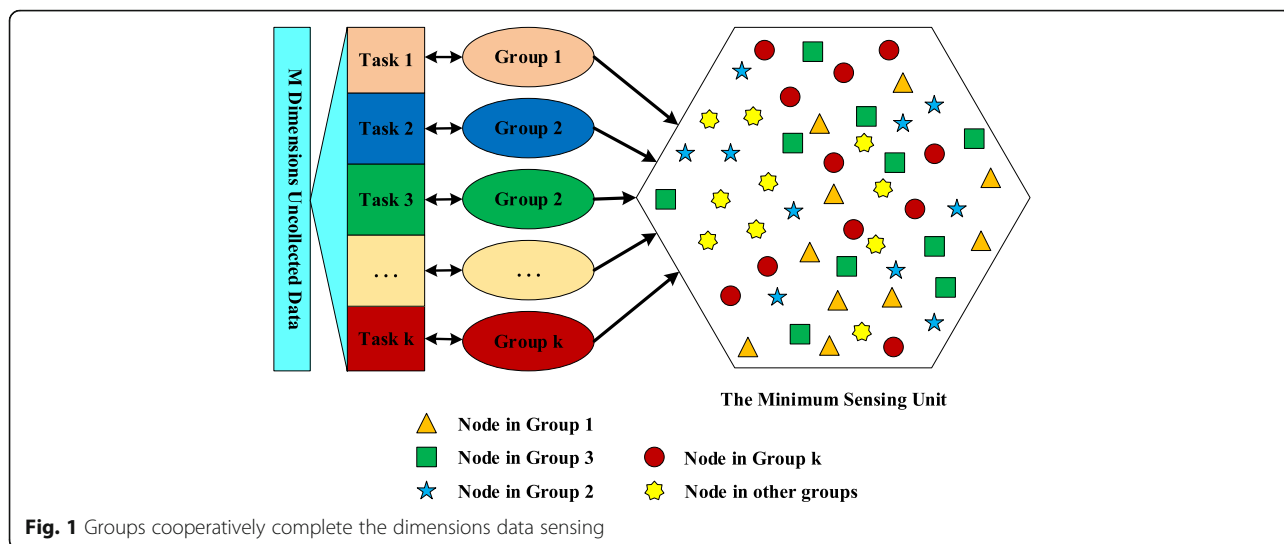 M Dimensions Uncollected Data
Task 1
Group 1
Task 2
Group 2
Task 3
Group 2
...
...
Task k
Group k
The Minimum Sensing Unit
Node in Group 1
Node in Group 3
Node in Group k
Node in Group 2
Node in other groups
Fig. 1 Groups cooperatively complete the dimensions data sensing